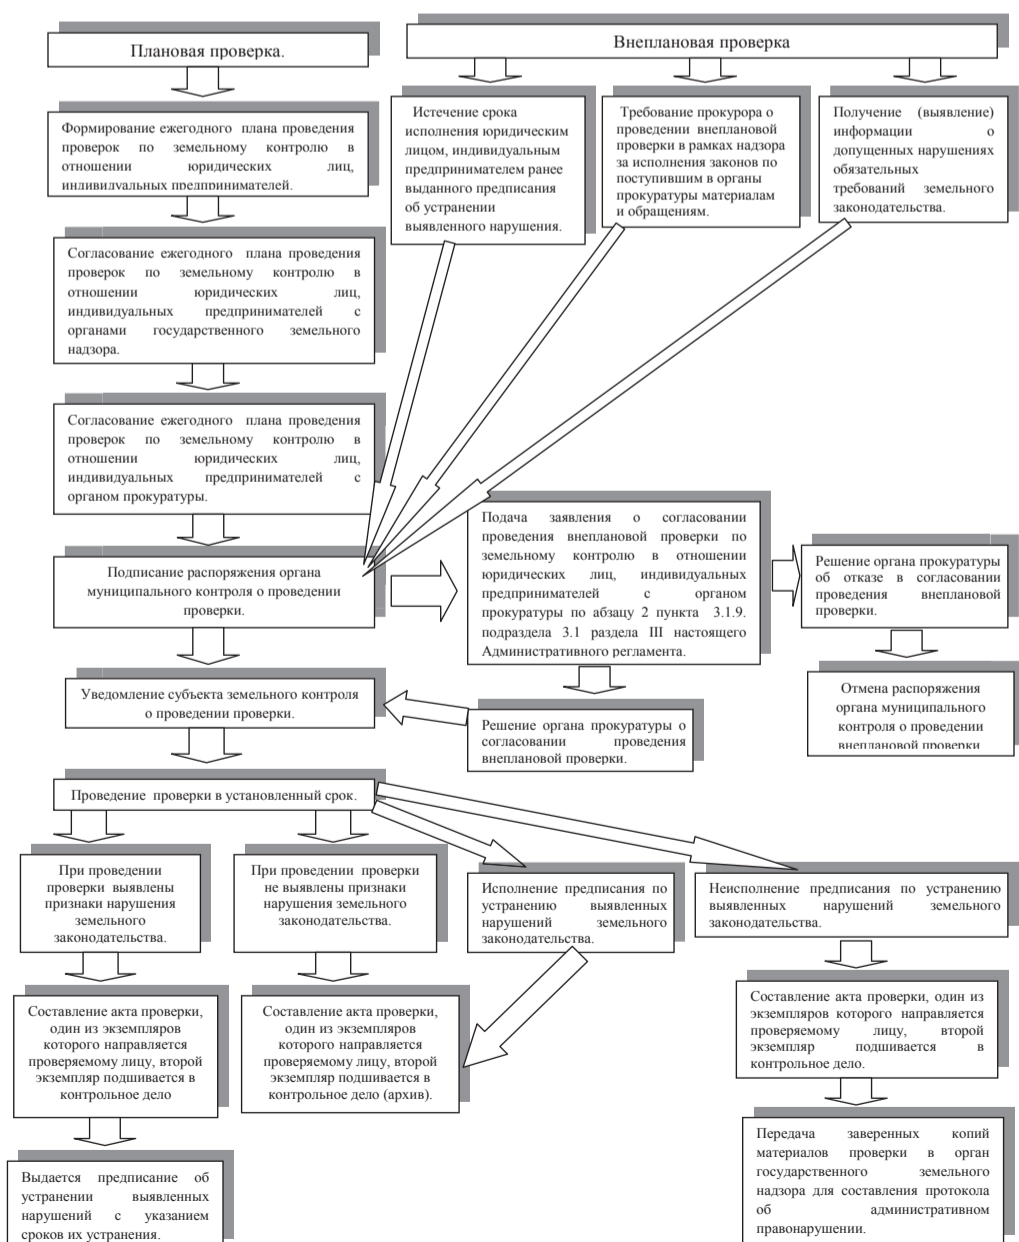 Плановая проверка.
Внеплановая проверка
Формирование ежегодного плана проведения
проверок по земельному контролю в
отношении юридических лиц,
индивидуальных предпринимателей.
Истечение срока
исполнения юридическим
лицом, индивидуальным
предпринимателем ранее
выданного предписания
об устранении
выявленного нарушения.
Требование прокурора о
проведении внеплановой
проверки в рамках надзора
за исполнения законов по
поступившим в органы
прокуратуры материалам
и обращениям.
Получение (выявление)
информации о
допущенных нарушениях
обязательных
требований земельного
законодательства.
Согласование ежегодного плана проведения
проверок по земельному контролю в
отношении юридических лиц,
индивидуальных предпринимателей с
органами государственного земельного
надзора.
Согласование ежегодного плана проведения
проверок по земельному контролю в
отношении юридических лиц,
индивидуальных предпринимателей с
органом прокуратуры.
Подписание распоряжения органа
муниципального контроля о проведении
проверки.
Подача заявления о согласовании
проведения внеплановой проверки по
земельному контролю в отношении
юридических лиц, индивидуальных
предпринимателей с органом
прокуратуры по абзацу 2 пункта 3.1.9.
подраздела 3.1 раздела III настоящего
Административного регламента.
Решение органа прокуратуры
об отказе в согласовании
проведения внеплановой
проверки.
Уведомление субъекта земельного контроля
о проведении проверки.
Решение органа прокуратуры о
согласовании проведения
внеплановой проверки.
Отмена распоряжения
органа муниципального
контроля о проведении
внеплановой проверки
Проведение проверки в установленный срок.
При проведении
проверки выявлены
признаки нарушения
земельного
законодательства.
При проведении проверки
не выявлены признаки
нарушения земельного
законодательства.
Исполнение предписания по
устранению выявленных
нарушений земельного
законодательства.
Неисполнение предписания по устранению
выявленных нарушений земельного
законодательства.
Составление акта проверки,
один из экземпляров
которого направляется
проверяемому лицу, второй
экземпляр подшивается в
контрольное дело
Составление акта проверки,
один из экземпляров
которого направляется
проверяемому лицу, второй
экземпляр подшивается в
контрольное дело (архив).
Составление акта проверки, один из
экземпляров которого направляется
проверяемому лицу, второй
экземпляр подшивается в
контрольное дело.
Выдается предписание об
устранении выявленных
нарушений с указанием
сроков их устранения.
Передача заверенных копий
материалов проверки в орган
государственного земельного
надзора для составления протокола
об административном
правонарушении.